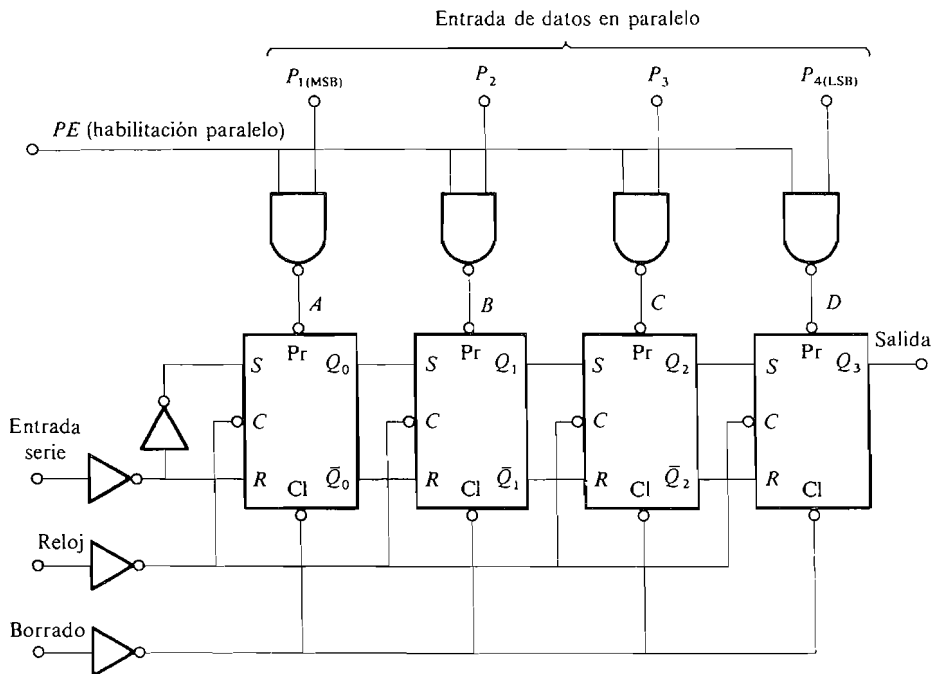 Entrada de datos en paralelo
P1(MSB) P2 P3 P4(LSB)
PE (habilitación paralelo)
A B C D
Pr Pr Pr Pr
Salida
S Q0 S Q1 S Q2 S Q3
C C C C
Entrada
serie
R Q̅0 R Q̅1 R Q̅2 R
Cl Cl Cl Cl
Reloj
Borrado